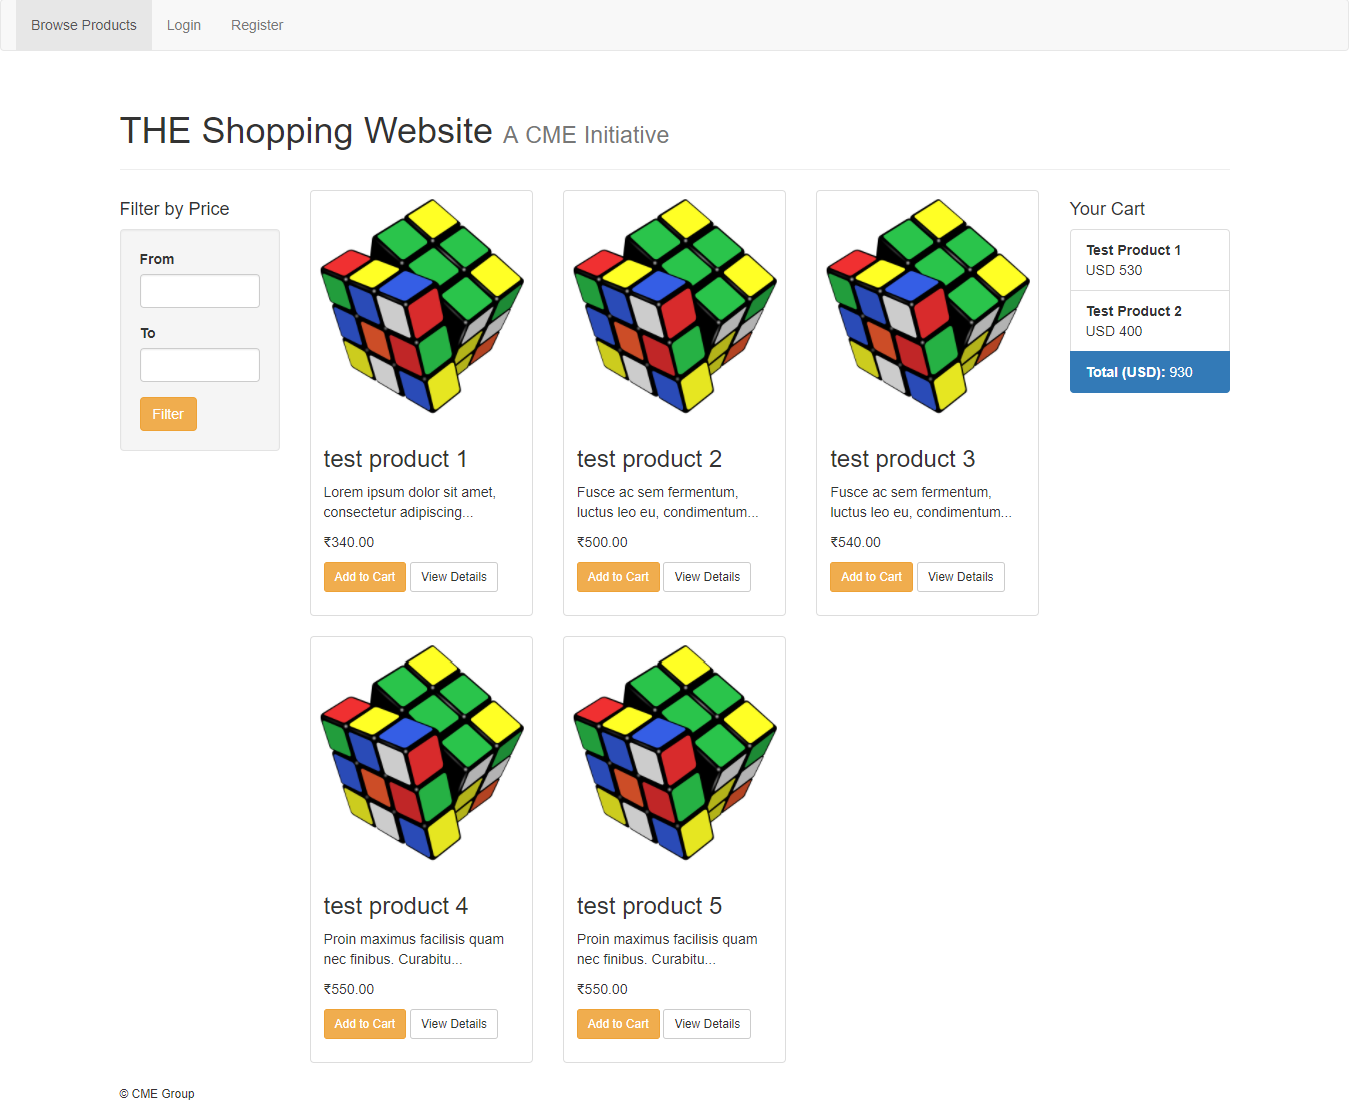 Browse Products Login Register
THE Shopping Website A CME Initiative
Filter by Price
From
To
Filter
test product 1
Lorem ipsum dolor sit amet,
consectetur adipiscing...
₹340.00
Add to Cart View Details
test product 2
Fusce ac sem fermentum,
luctus leo eu, condimentum...
₹500.00
Add to Cart View Details
test product 3
Fusce ac sem fermentum,
luctus leo eu, condimentum...
₹540.00
Add to Cart View Details
test product 4
Proin maximus facilisis quam
nec finibus. Curabitu...
₹550.00
Add to Cart View Details
test product 5
Proin maximus facilisis quam
nec finibus. Curabitu...
₹550.00
Add to Cart View Details
Your Cart
Test Product 1
USD 530
Test Product 2
USD 400
Total (USD): 930
© CME Group